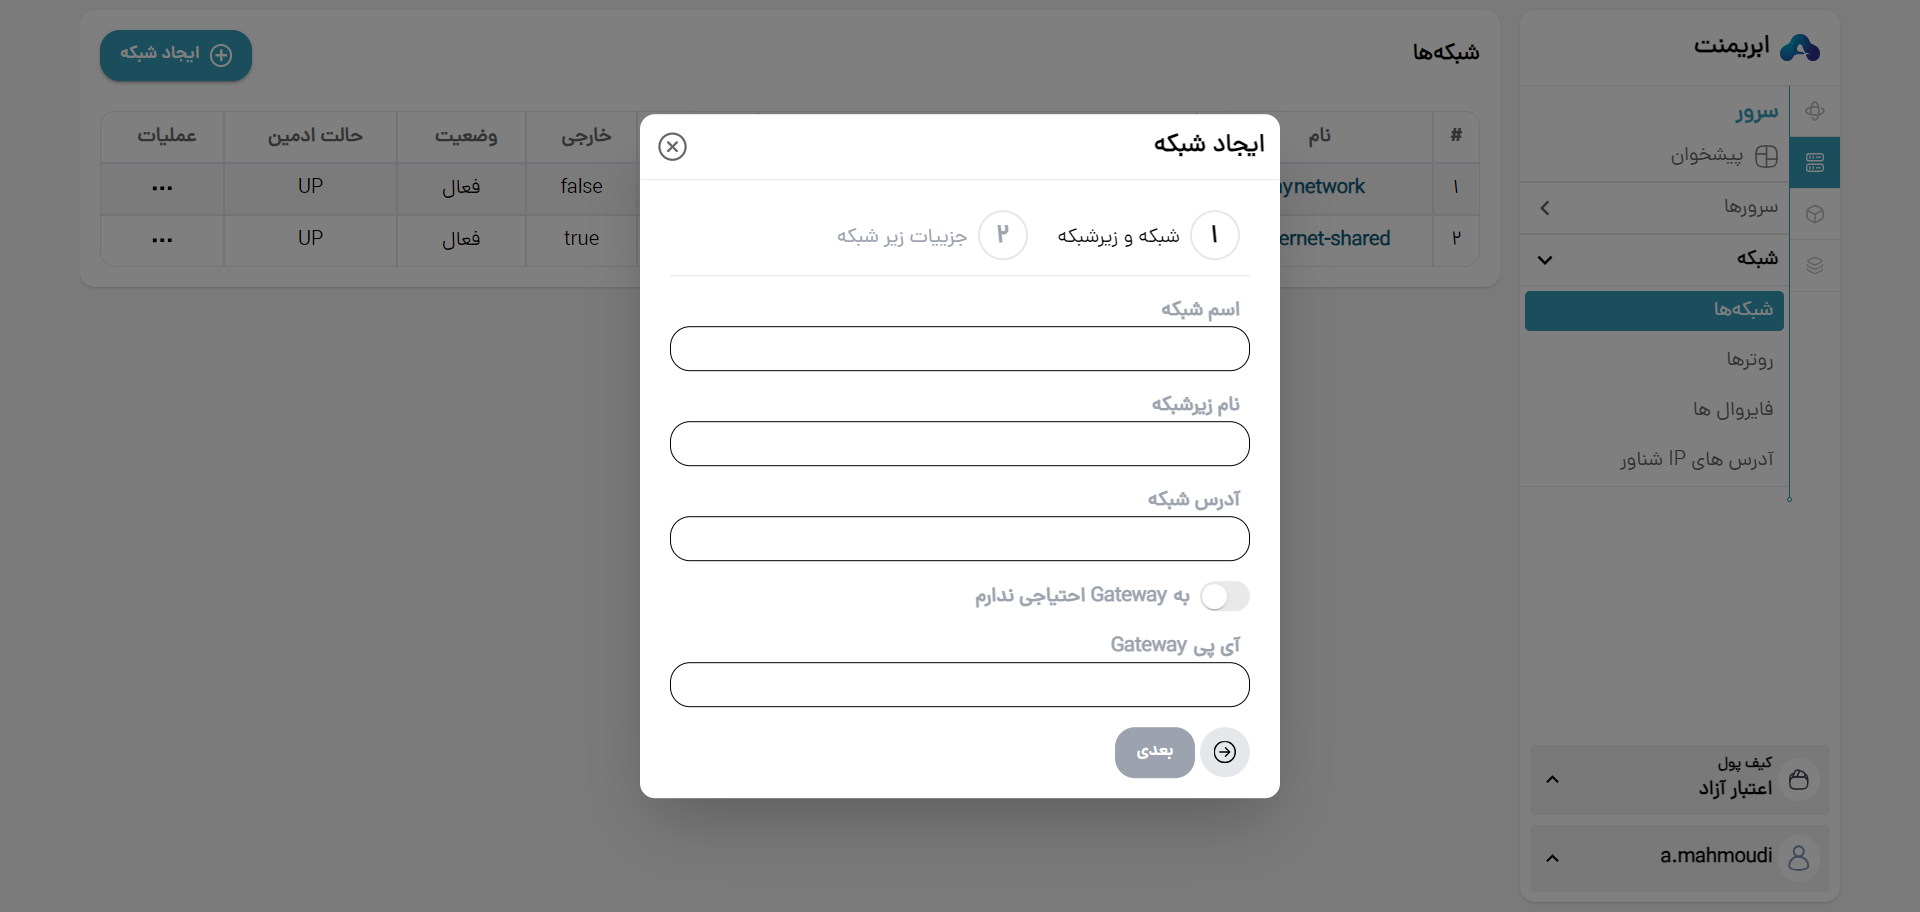 ابریمنت
سرور
پیشخوان
سرورها
شبکه
شبکه‌ها
روترها
فایروال ها
آدرس های IP شناور
کیف پول
اعتبار آزاد
a.mahmoudi
شبکه‌ها
ایجاد شبکه
# نام خارجی وضعیت حالت ادمین عملیات
۱ ynetwork false فعال UP ...
۲ ernet-shared true فعال UP ...
ایجاد شبکه
۱ شبکه و زیرشبکه ۲ جزییات زیر شبکه
اسم شبکه
نام زیرشبکه
آدرس شبکه
به Gateway احتیاجی ندارم
آی پی Gateway
بعدی